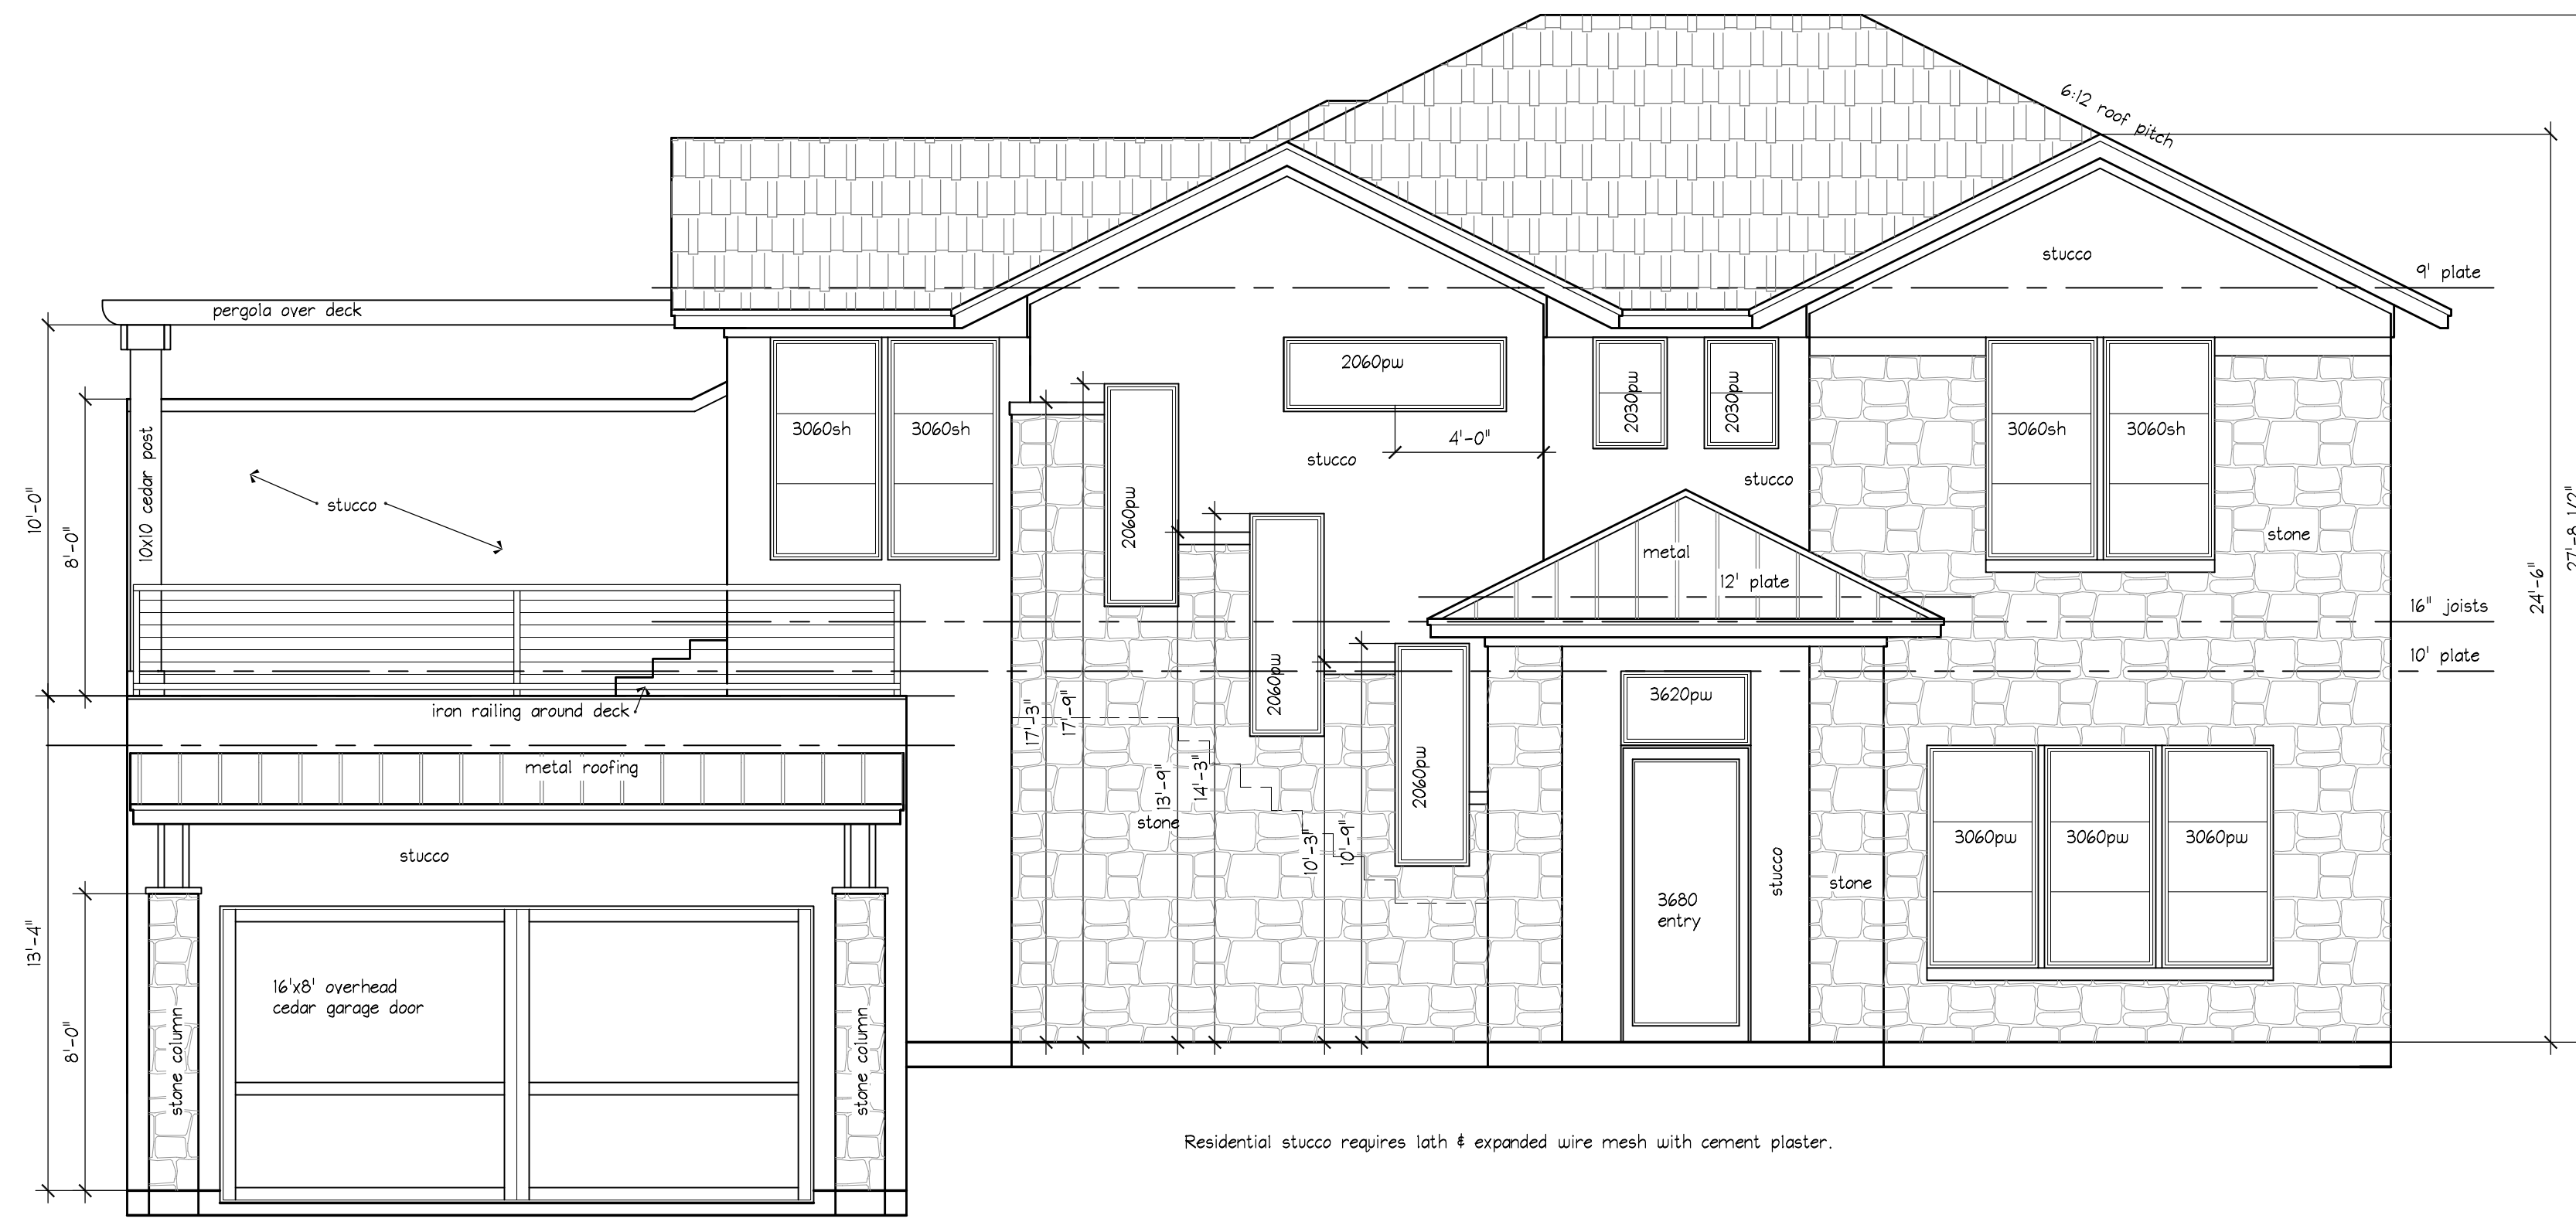 6:12 roof pitch
stucco
9' plate
pergola over deck
2060pw
2030pw
2030pw
3060sh
3060sh
3060sh
3060sh
4'-0"
stucco
stucco
10x10 cedar post
stucco
10'-0"
8'-0"
2060pw
stone
metal
12' plate
24'-6"
27'-8 1/2"
16" joists
10' plate
2060pw
3620pw
iron railing around deck
17'-3"
17'-9"
metal roofing
13'-9"
14'-3"
2060pw
stone
10'-3"
10'-9"
3060pw
3060pw
3060pw
stucco
stucco
stone
3680
entry
13'-4"
8'-0"
16'x8' overhead
cedar garage door
stone column
stone column
Residential stucco requires lath & expanded wire mesh with cement plaster.